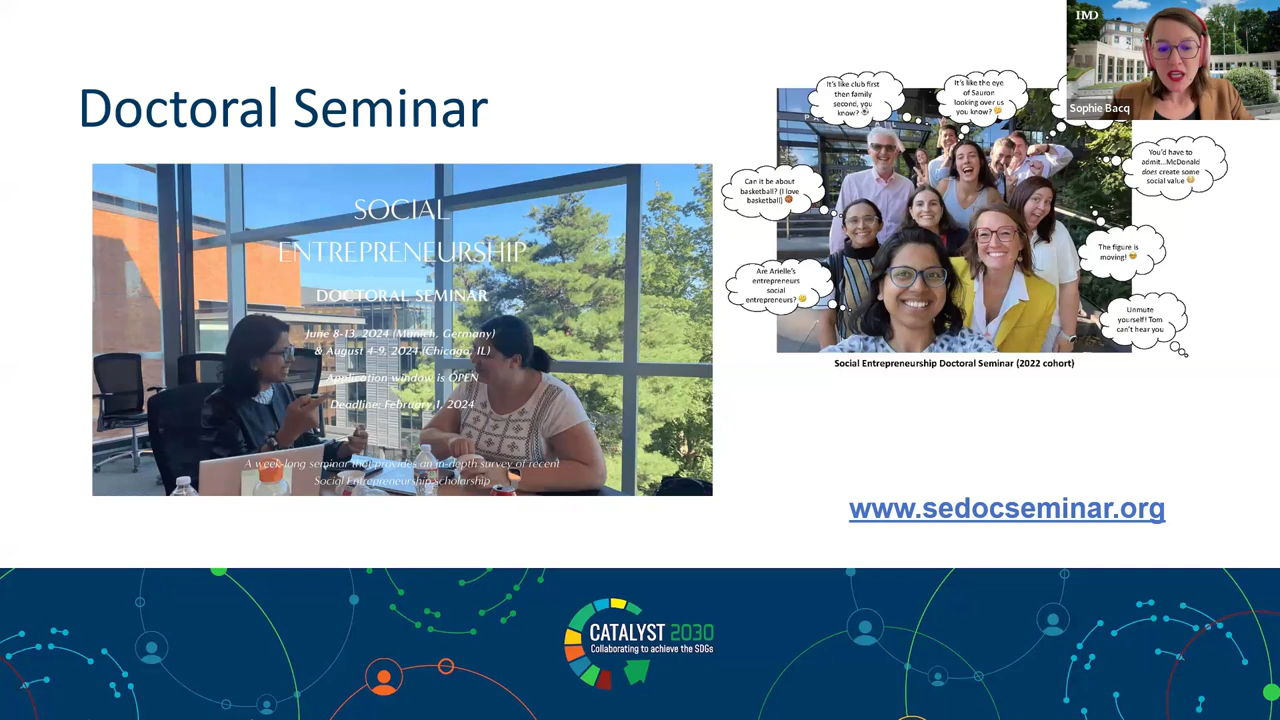 Doctoral Seminar
SOCIAL
ENTREPRENEURSHIP
DOCTORAL SEMINAR
June 8-13, 2024 (Munich, Germany)
& August 4-9, 2024 (Chicago, IL)
Application window is OPEN
Deadline: February 1, 2024
A week-long seminar that provides an in-depth survey of recent
Social Entrepreneurship scholarship
It's like club first
then family
second, you
know?
It's like the eye
of Sauron
looking over us
you know?
IMD
Sophie Bacq
Can it be about
basketball? (I love
basketball)
You'd have to
admit...McDonald
does create some
social value
Are Arielle's
entrepreneurs
social
entrepreneurs?
The figure is
moving!
Unmute
yourself! Tom
can't hear you
Social Entrepreneurship Doctoral Seminar (2022 cohort)
www.sedocseminar.org
CATALYST 2030
Collaborating to achieve the SDGs